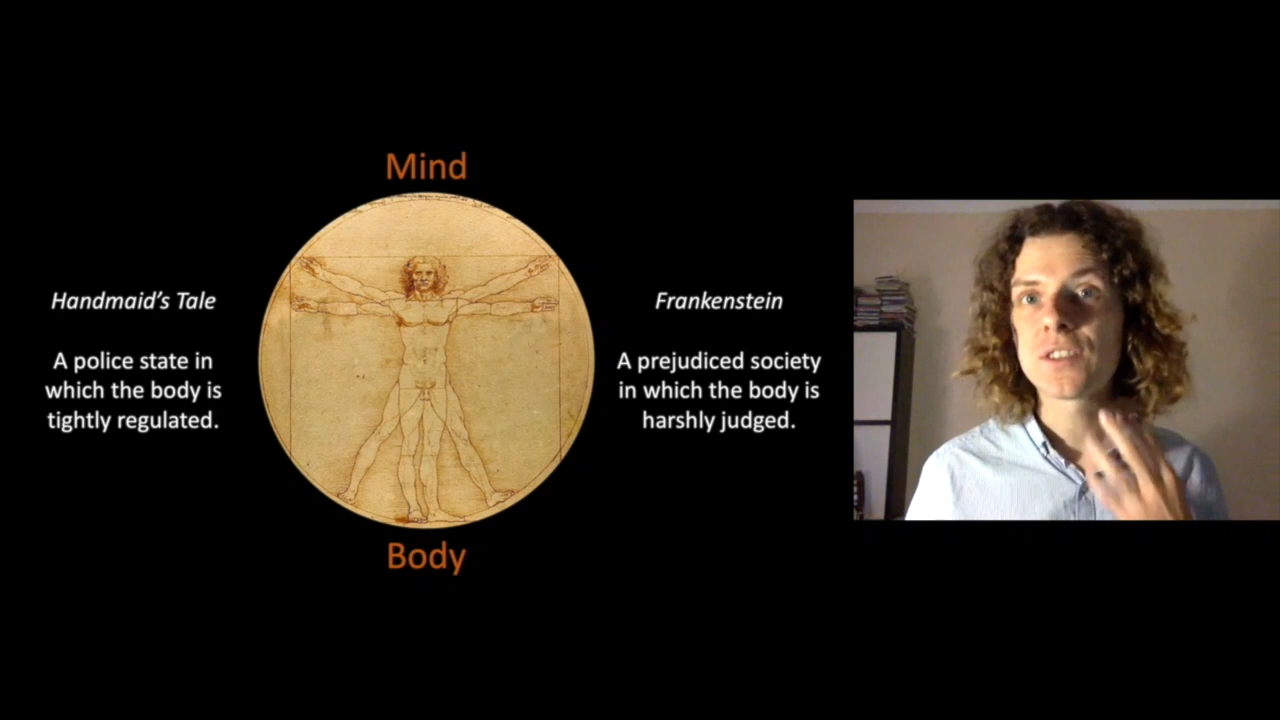 Mind
Handmaid's Tale
A police state in
which the body is
tightly regulated.
Frankenstein
A prejudiced society
in which the body is
harshly judged.
Body